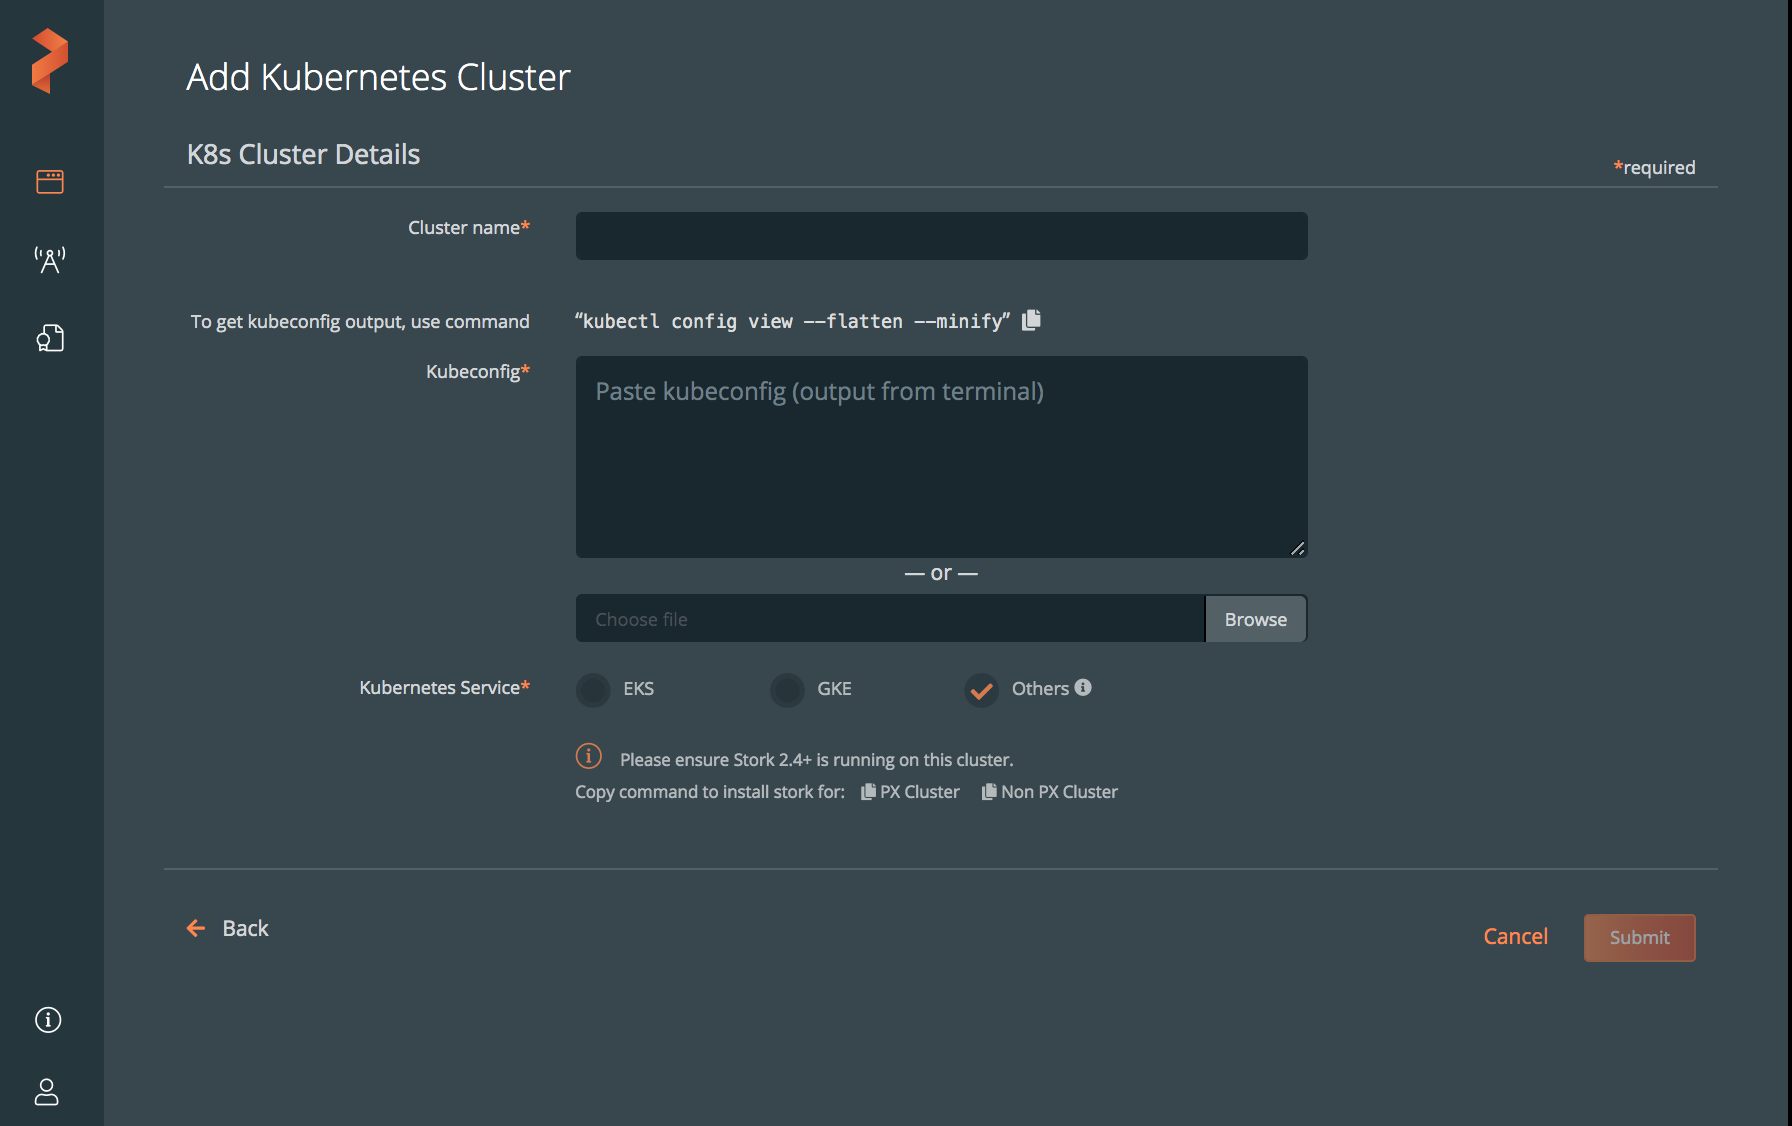 Add Kubernetes Cluster
K8s Cluster Details
*required
Cluster name*
To get kubeconfig output, use command “kubectl config view --flatten --minify”
Kubeconfig*
Paste kubeconfig (output from terminal)
— or —
Choose file Browse
Kubernetes Service* EKS GKE Others
Please ensure Stork 2.4+ is running on this cluster.
Copy command to install stork for: PX Cluster Non PX Cluster
Back
Cancel Submit